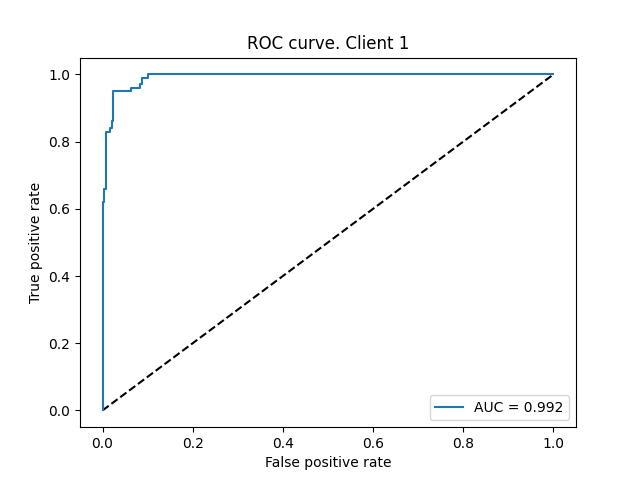 ROC curve. Client 1
1.0
0.8
0.6
0.4
0.2
0.0
True positive rate
AUC = 0.992
0.0 0.2 0.4 0.6 0.8 1.0
False positive rate